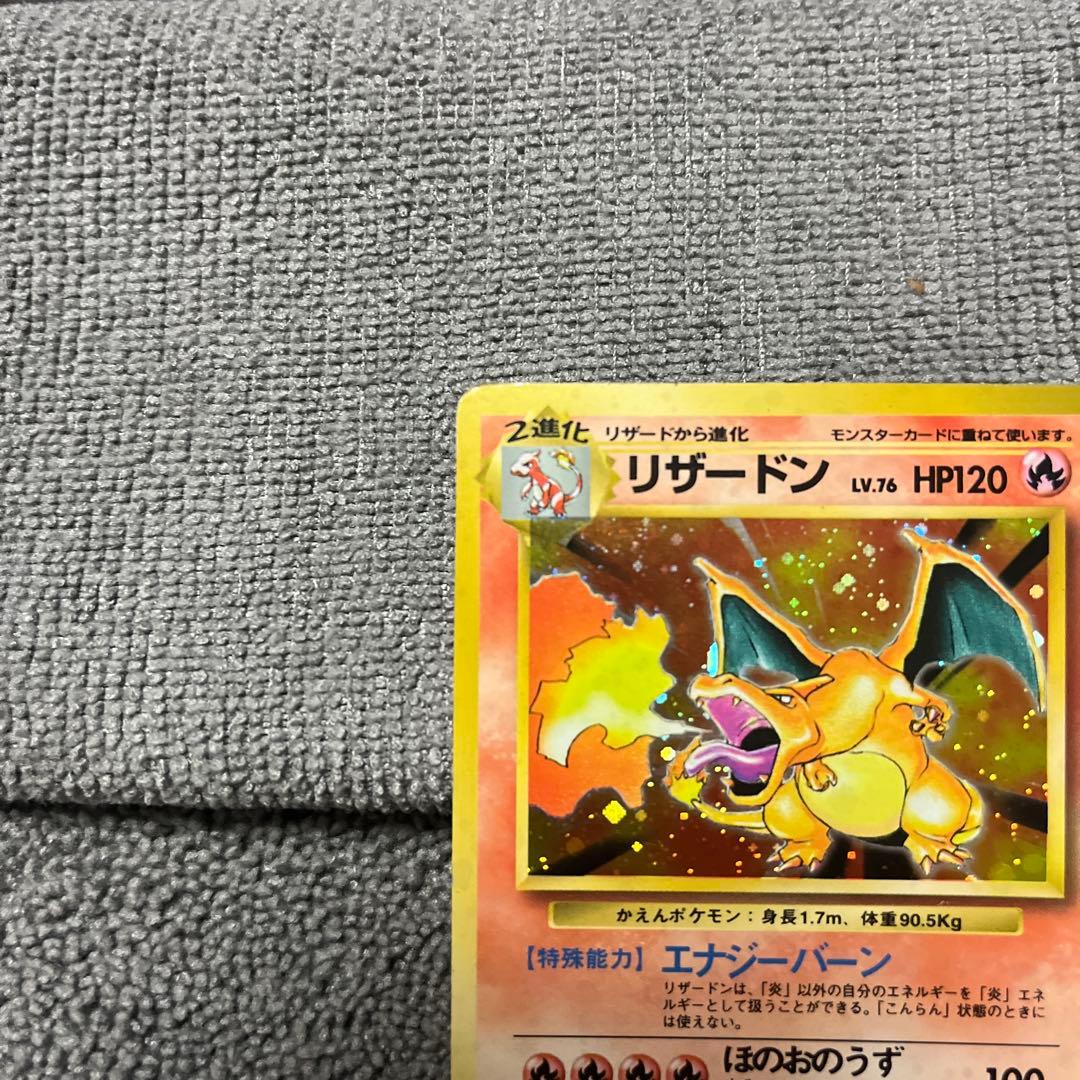 2進化 リザードから進化 モンスターカードに重ねて使います。
リザードン LV.76 HP120
かえんポケモン：身長1.7m、体重90.5Kg
【特殊能力】 エナジーバーン
リザードンは、「炎」以外の自分のエネルギーを「炎」エネ
ルギーとして扱うことができる。「こんらん」状態のときに
は使えない。
ほのおのうず 100